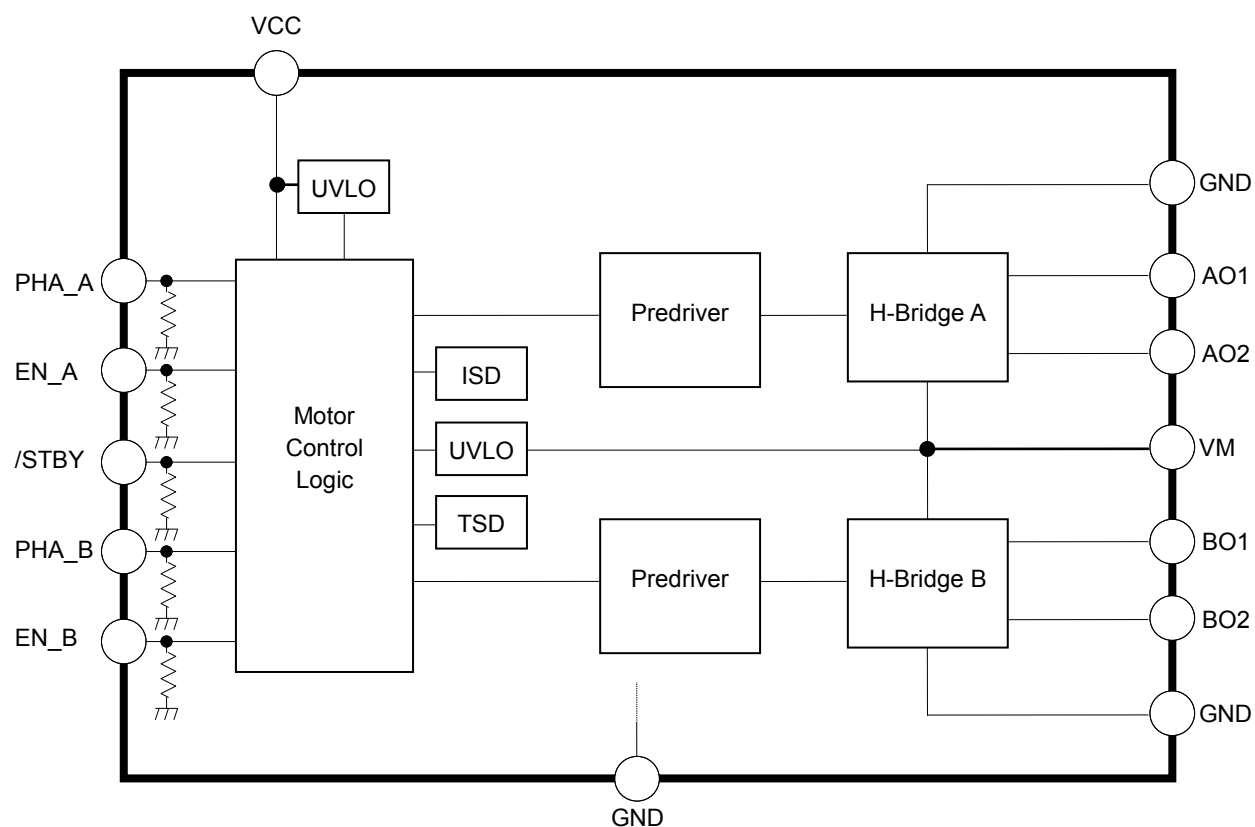 VCC
UVLO
GND
PHA_A
AO1
Predriver
H-Bridge A
AO2
EN_A
ISD
Motor
Control
Logic
/STBY
UVLO
VM
TSD
PHA_B
BO1
Predriver
H-Bridge B
BO2
EN_B
GND
GND